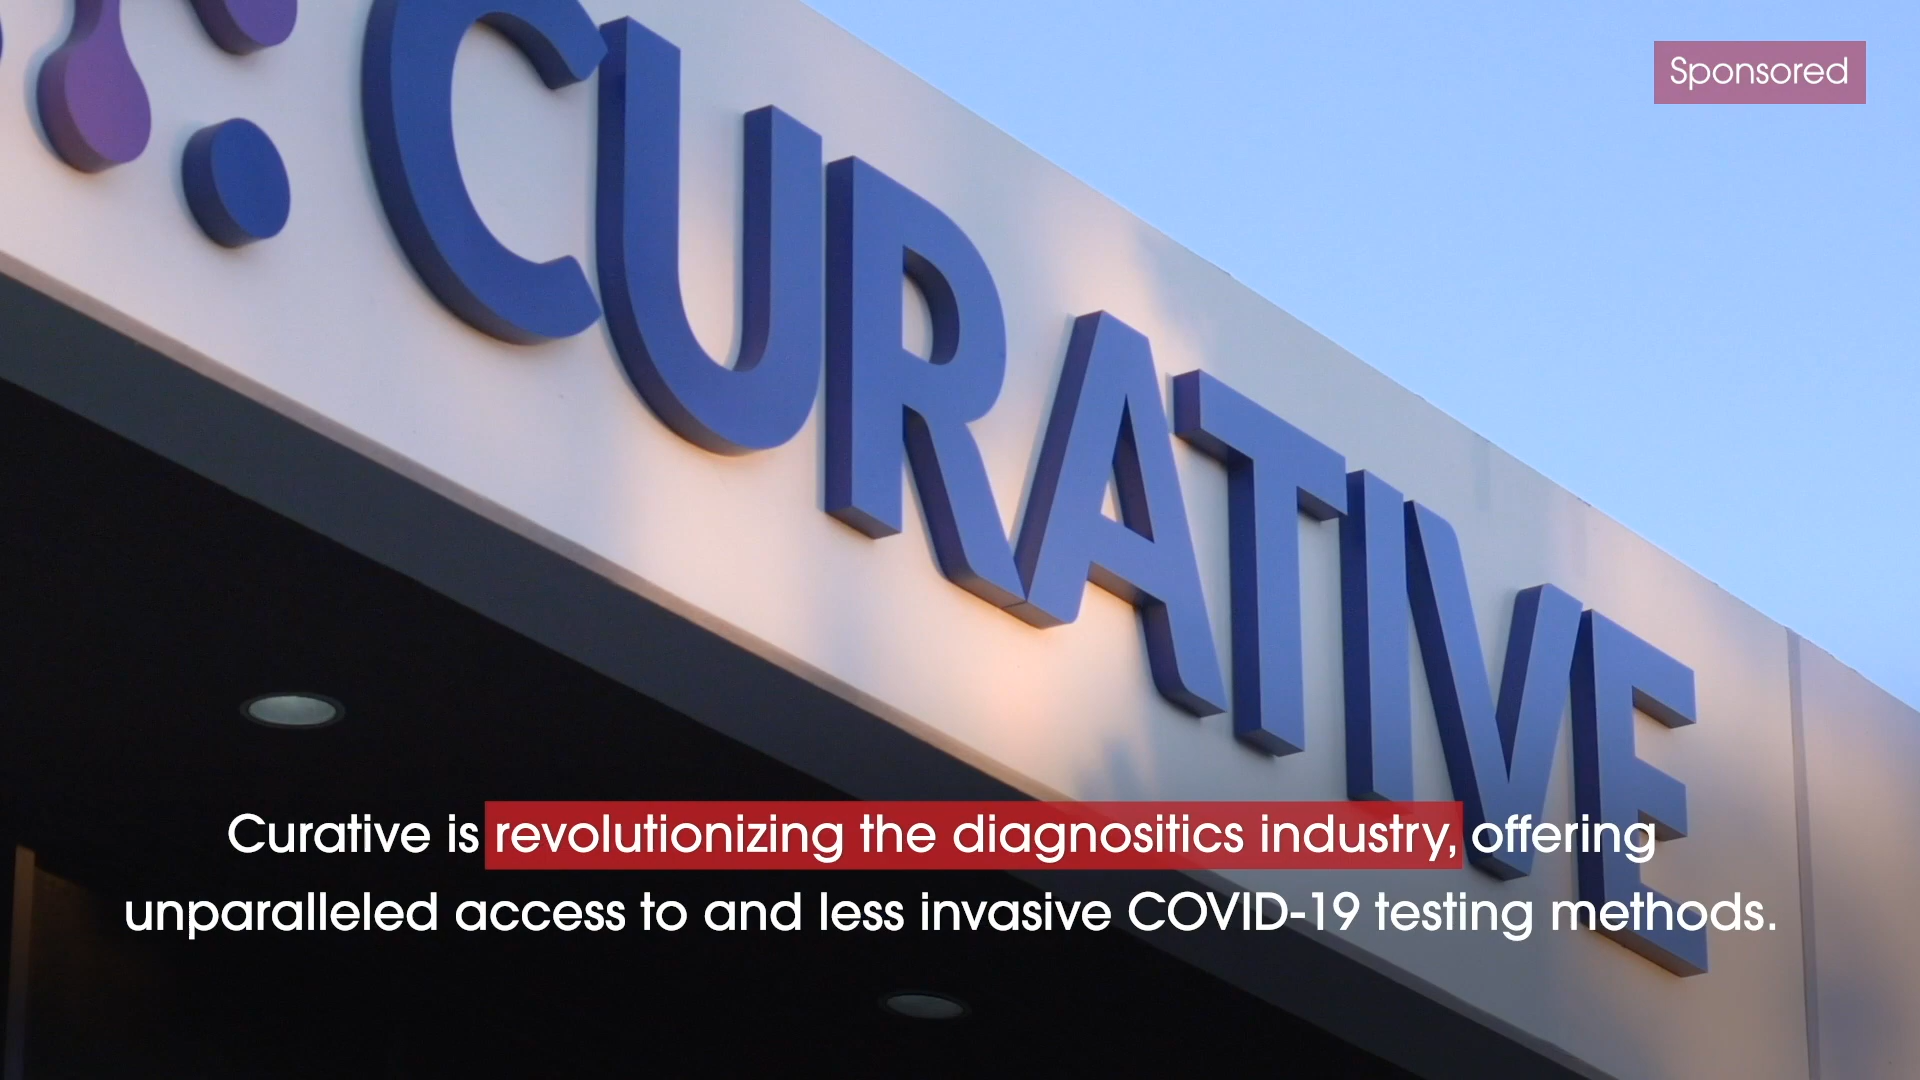 Sponsored
CURATIVE
Curative is revolutionizing the diagnositics industry, offering
unparalleled access to and less invasive COVID-19 testing methods.